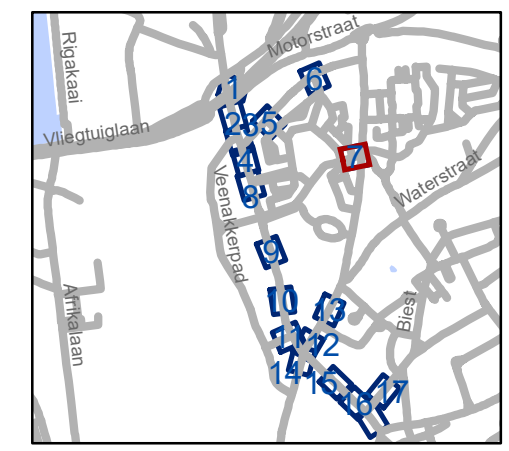 Motorstraat
Rigakaai
6
1
2
3
5
Vliegtuiglaan
4
7
Waterstraat
8
Veenakkerpad
9
10
13
Afrikalaan
Biest
11
12
14
15
16
17